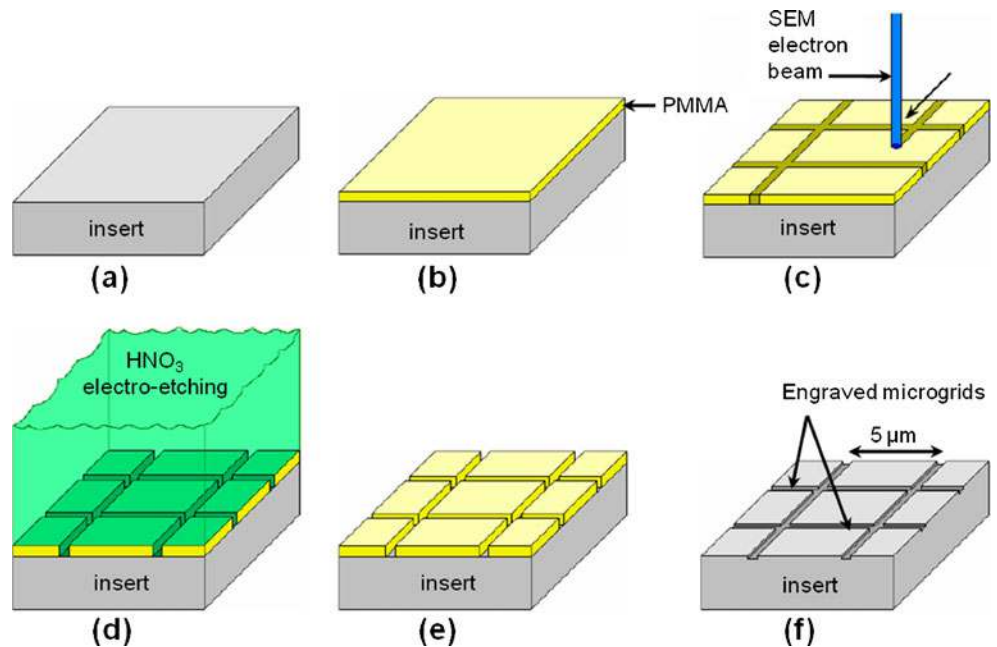 insert
(a)
PMMA
insert
(b)
SEM
electron
beam
insert
(c)
HNO₃
electro-etching
insert
(d)
insert
(e)
Engraved microgrids
5 µm
insert
(f)